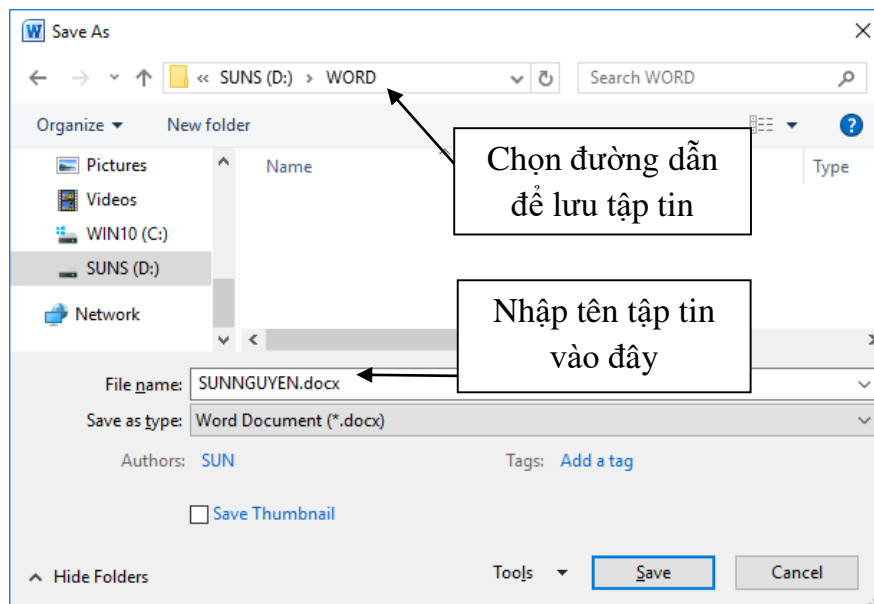 Save As
« SUNS (D:) › WORD
Search WORD
Organize
New folder
Chọn đường dẫn
để lưu tập tin
Pictures
Name
Type
Videos
WIN10 (C:)
SUNS (D:)
Network
Nhập tên tập tin
vào đây
File name: SUNNGUYEN.docx
Save as type: Word Document (*.docx)
Authors: SUN
Tags: Add a tag
Save Thumbnail
Hide Folders
Tools
Save
Cancel